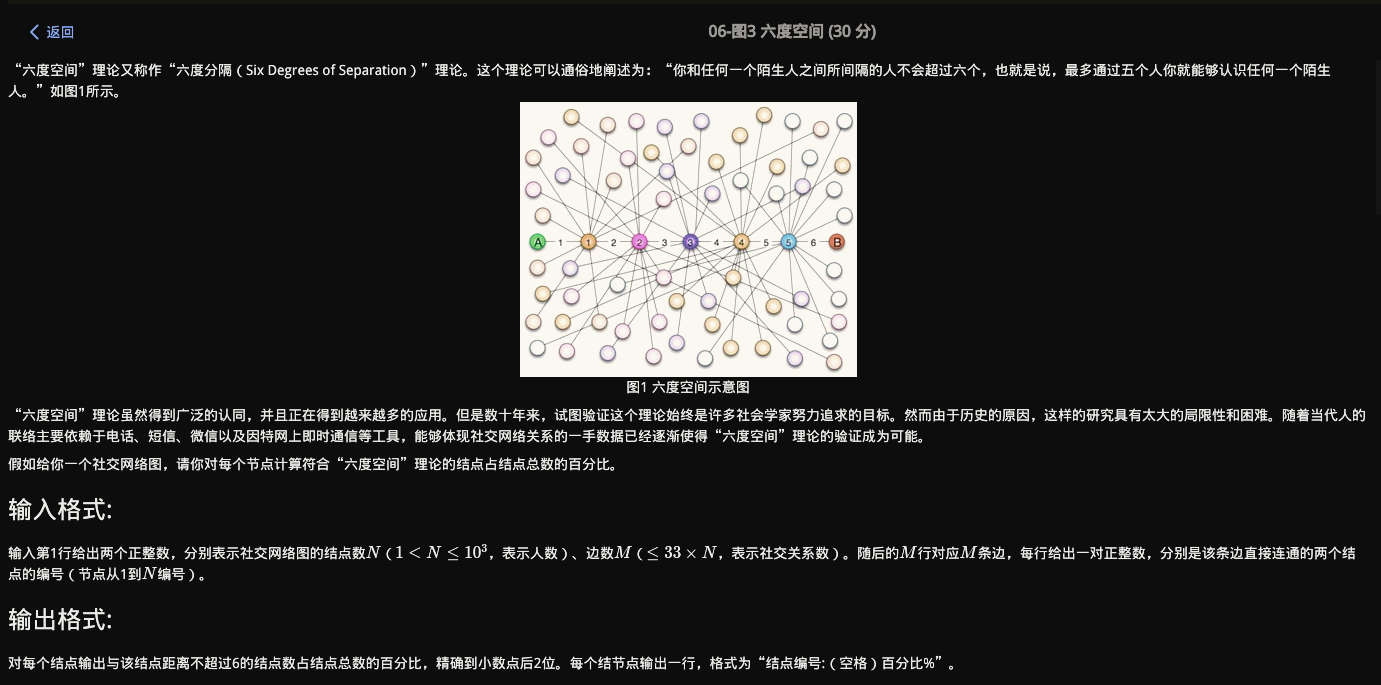 返回
06-图3 六度空间 (30 分)
“六度空间”理论又称作“六度分隔（Six Degrees of Separation）”理论。这个理论可以通俗地阐述为：“你和任何一个陌生人之间所间隔的人不会超过六个，也就是说，最多通过五个人你就能够认识任何一个陌生
人。”如图1所示。
A 1 1 2 2 3 3 4 4 5 5 6 B
图1 六度空间示意图
“六度空间”理论虽然得到广泛的认同，并且正在得到越来越多的应用。但是数十年来，试图验证这个理论始终是许多社会学家努力追求的目标。然而由于历史的原因，这样的研究具有太大的局限性和困难。随着当代人的
联络主要依赖于电话、短信、微信以及因特网上即时通信等工具，能够体现社交网络关系的一手数据已经逐渐使得“六度空间”理论的验证成为可能。
假如给你一个社交网络图，请你对每个节点计算符合“六度空间”理论的结点占结点总数的百分比。
输入格式:
输入第1行给出两个正整数，分别表示社交网络图的结点数N（1 < N ≤ 10³，表示人数）、边数M（≤ 33 × N，表示社交关系数）。随后的M行对应M条边，每行给出一对正整数，分别是该条边直接连通的两个结
点的编号（节点从1到N编号）。
输出格式:
对每个结点输出与该结点距离不超过6的结点数占结点总数的百分比，精确到小数点后2位。每个结节点输出一行，格式为“结点编号:（空格）百分比%”。